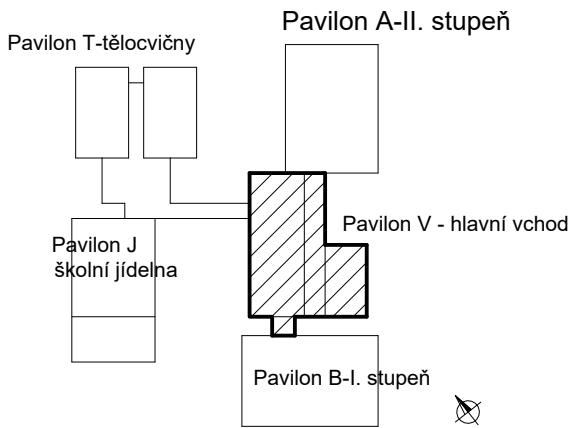 Pavilon A-II. stupeň
Pavilon T-tělocvičny
Pavilon V - hlavní vchod
Pavilon J
školní jídelna
Pavilon B-I. stupeň